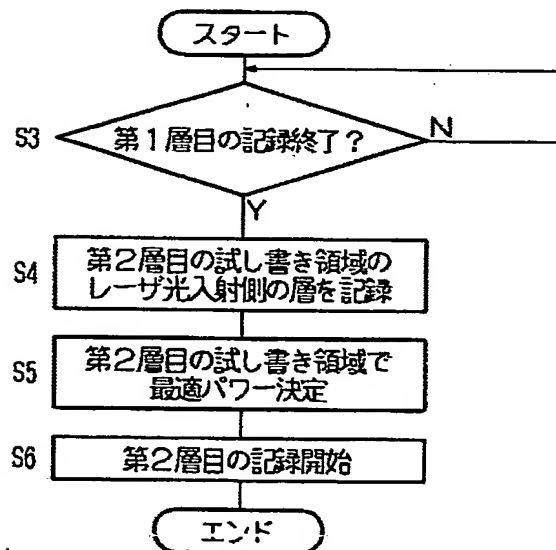 スタート
S3
第1層目の記録終了?
N
Y
S4
第2層目の試し書き領域の
レーザ光入射側の層を記録
S5
第2層目の試し書き領域で
最適パワー決定
S6
第2層目の記録開始
エンド